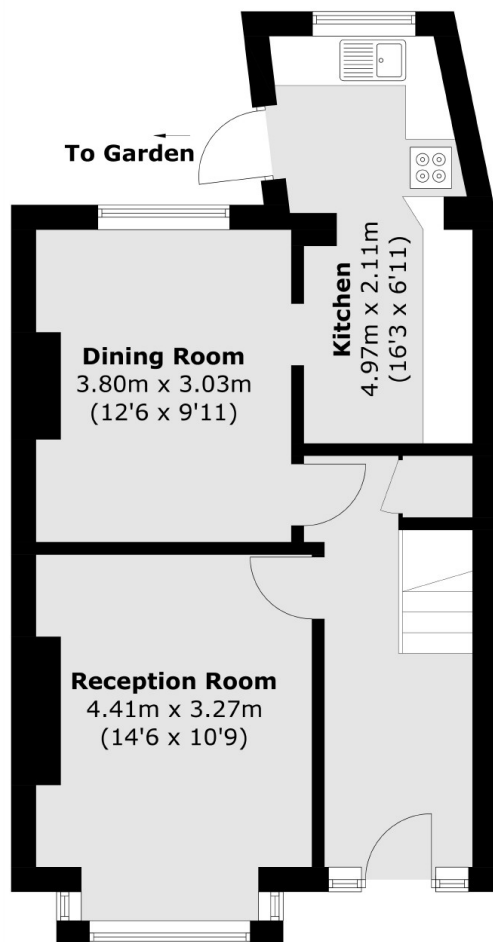 To Garden
Kitchen
4.97m x 2.11m
(16'3 x 6'11)
Dining Room
3.80m x 3.03m
(12'6 x 9'11)
Reception Room
4.41m x 3.27m
(14'6 x 10'9)